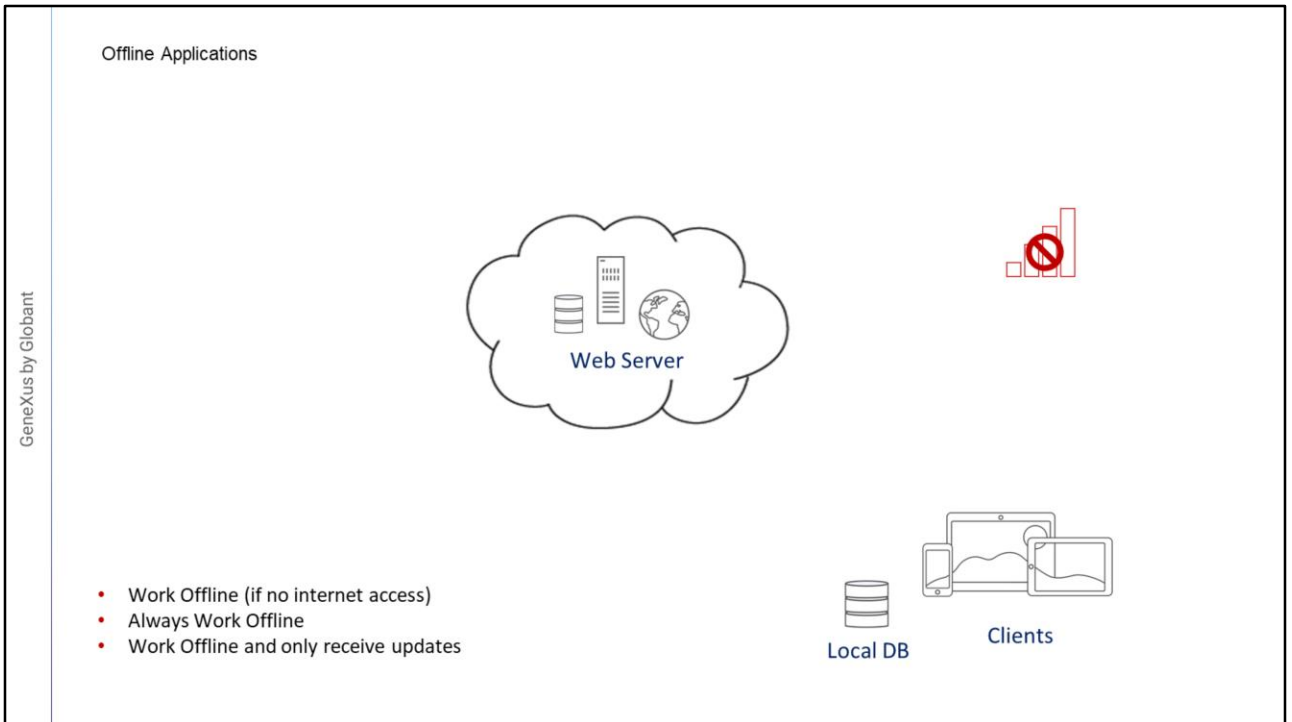 Offline Applications
GeneXus by Globant
Web Server
• Work Offline (if no internet access)
• Always Work Offline
• Work Offline and only receive updates
Local DB
Clients